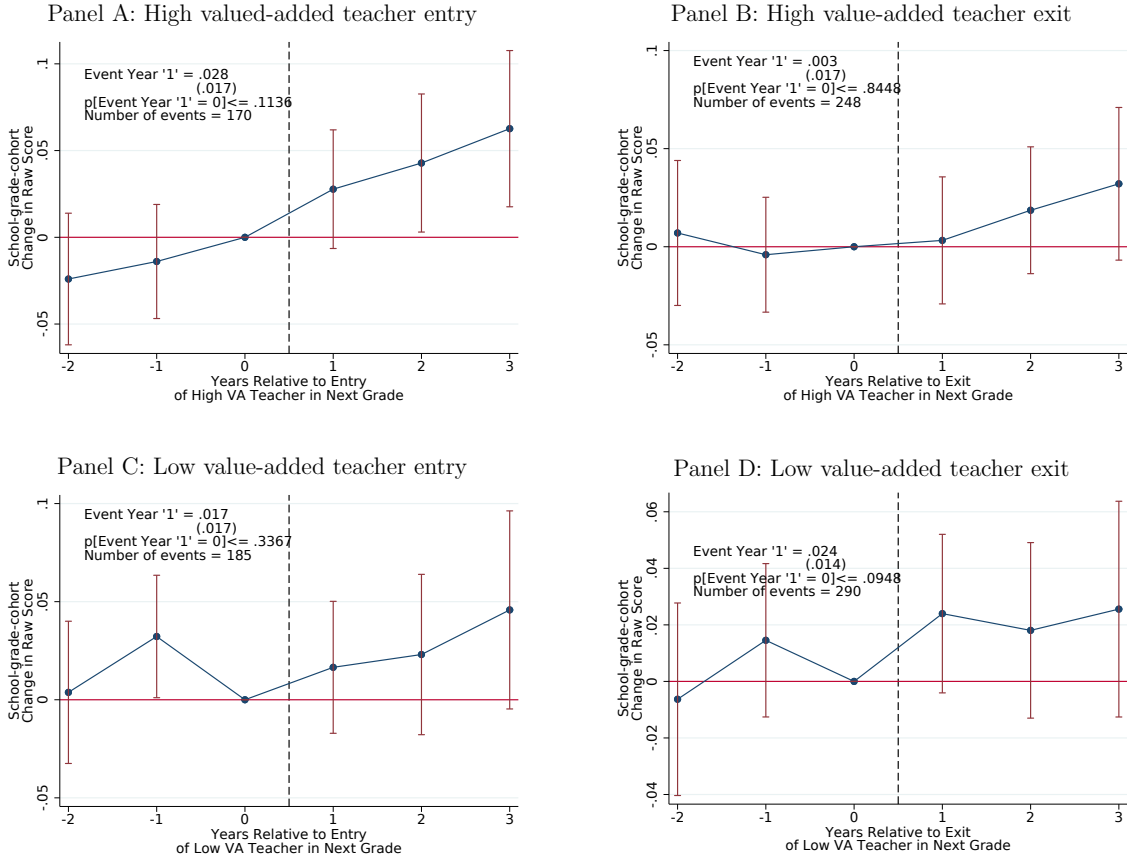 Panel A: High valued-added teacher entry
.1
.05
0
-.05
School-grade-cohort
Change in Raw Score
Event Year '1' = .028
(.017)
p[Event Year '1' = 0]<= .1136
Number of events = 170
-2 -1 0 1 2 3
Years Relative to Entry
of High VA Teacher in Next Grade
Panel B: High value-added teacher exit
.1
.05
0
-.05
School-grade-cohort
Change in Raw Score
Event Year '1' = .003
(.017)
p[Event Year '1' = 0]<= .8448
Number of events = 248
-2 -1 0 1 2 3
Years Relative to Exit
of High VA Teacher in Next Grade
Panel C: Low value-added teacher entry
.1
.05
0
-.05
School-grade-cohort
Change in Raw Score
Event Year '1' = .017
(.017)
p[Event Year '1' = 0]<= .3367
Number of events = 185
-2 -1 0 1 2 3
Years Relative to Entry
of Low VA Teacher in Next Grade
Panel D: Low value-added teacher exit
.06
.04
.02
0
-.02
-.04
School-grade-cohort
Change in Raw Score
Event Year '1' = .024
(.014)
p[Event Year '1' = 0]<= .0948
Number of events = 290
-2 -1 0 1 2 3
Years Relative to Exit
of Low VA Teacher in Next Grade